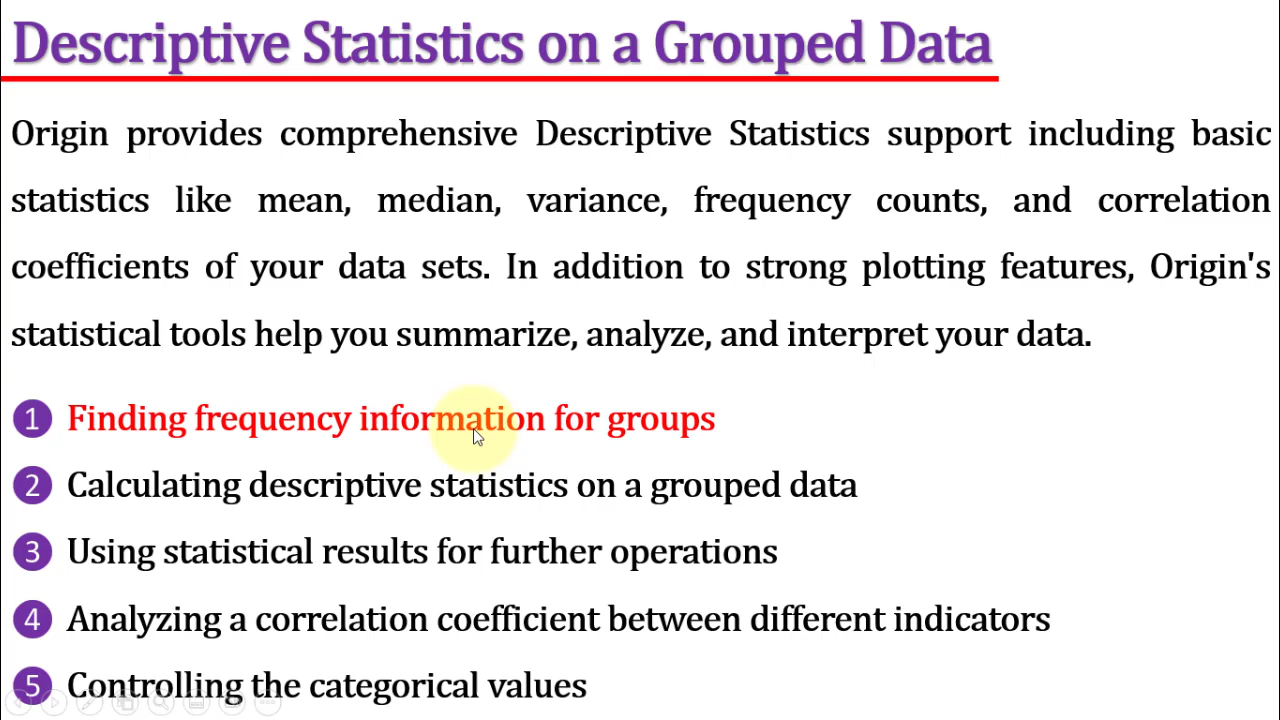 Descriptive Statistics on a Grouped Data
Origin provides comprehensive Descriptive Statistics support including basic
statistics like mean, median, variance, frequency counts, and correlation
coefficients of your data sets. In addition to strong plotting features, Origin's
statistical tools help you summarize, analyze, and interpret your data.
1 Finding frequency information for groups
2 Calculating descriptive statistics on a grouped data
3 Using statistical results for further operations
4 Analyzing a correlation coefficient between different indicators
5 Controlling the categorical values